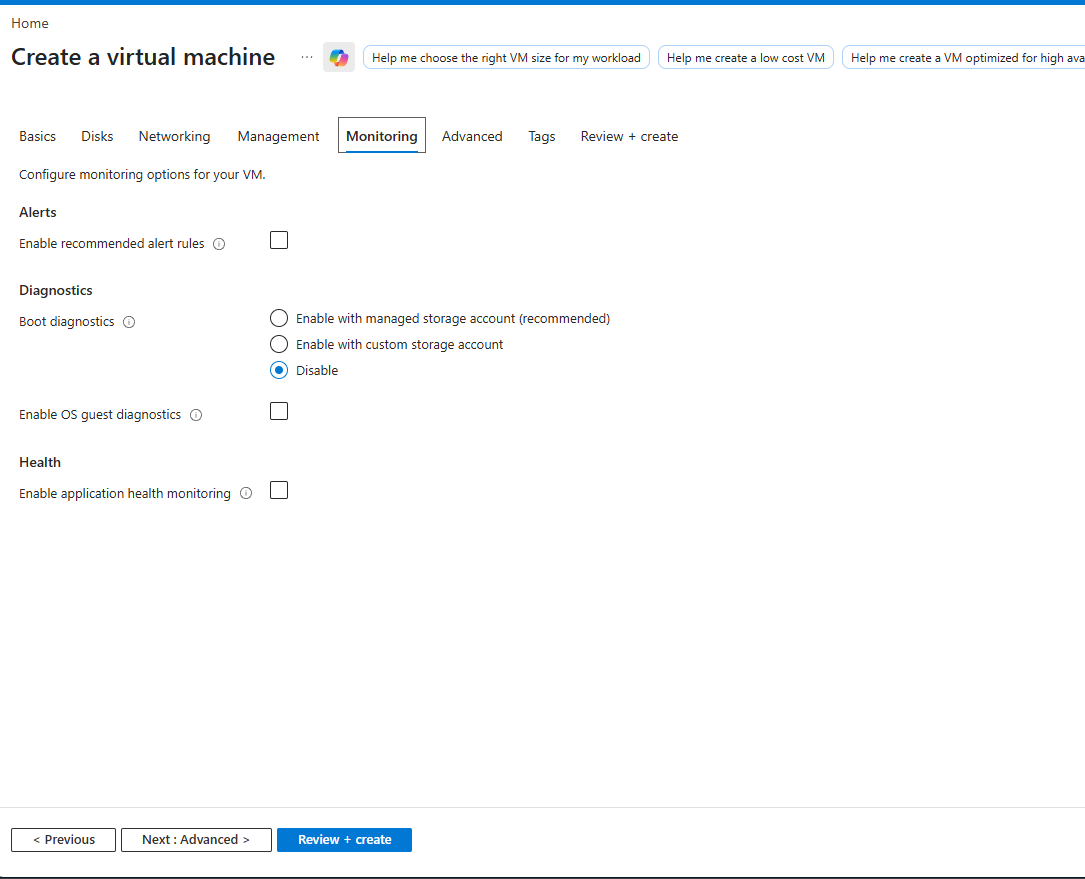 Home
Create a virtual machine ... Help me choose the right VM size for my workload Help me create a low cost VM Help me create a VM optimized for high ava
Basics Disks Networking Management Monitoring Advanced Tags Review + create
Configure monitoring options for your VM.
Alerts
Enable recommended alert rules
Diagnostics
Boot diagnostics
Enable with managed storage account (recommended)
Enable with custom storage account
Disable
Enable OS guest diagnostics
Health
Enable application health monitoring
< Previous Next : Advanced > Review + create